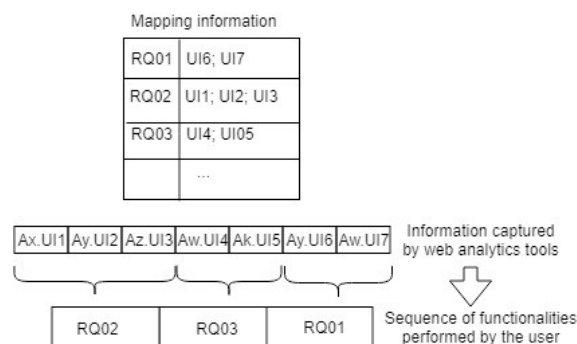 Mapping information
RQ01 UI6; UI7
RQ02 UI1; UI2; UI3
RQ03 UI4; UI05
...
Ax.UI1 Ay.UI2 Az.UI3 Aw.UI4 Ak.UI5 Ay.UI6 Aw.UI7
Information captured
by web analytics tools
RQ02 RQ03 RQ01
Sequence of functionalities
performed by the user